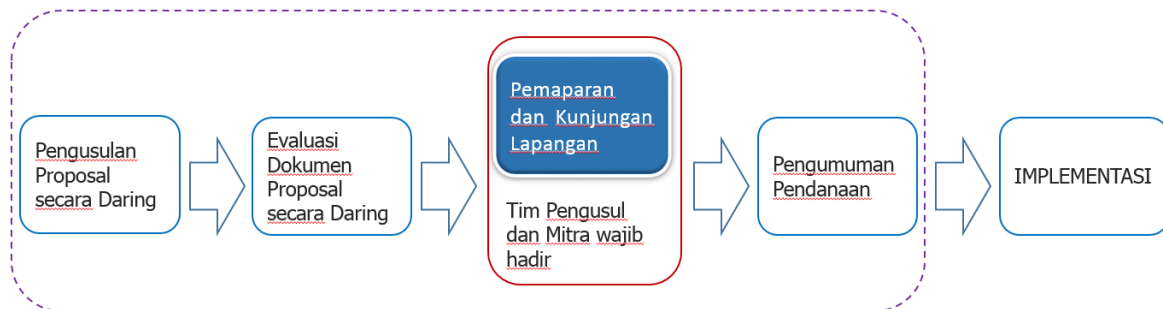 Pengusulan
Proposal
secara Daring
Evaluasi
Dokumen
Proposal
secara Daring
Pemaparan
dan Kunjungan
Lapangan
Tim Pengusul
dan Mitra wajib
hadir
Pengumuman
Pendanaan
IMPLEMENTASI